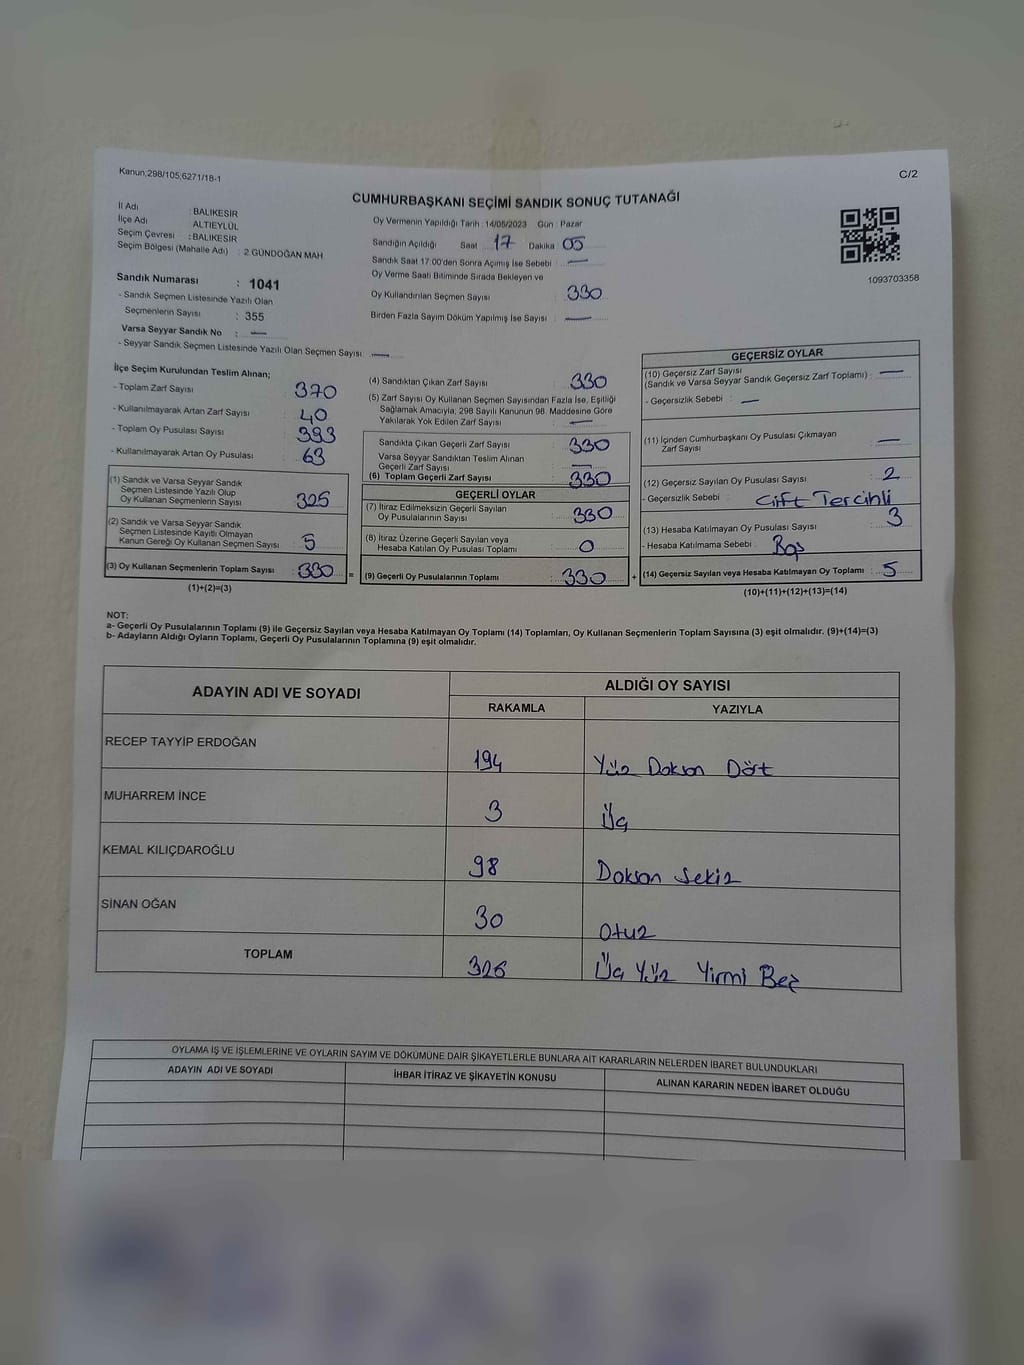 Kanun,298/105,6271/18-1
C/2
CUMHURBAŞKANI SEÇİMİ SANDIK SONUÇ TUTANAĞI
İl Adı : BALIKESİR
İlçe Adı ALTIEYLÜL
Seçim Çevresi : BALIKESİR
Seçim Bölgesi (Mahalle Adı) : 2 GÜNDOĞAN MAH
Sandık Numarası : 1041
- Sandık Seçmen Listesinde Yazılı Olan
Seçmenlerin Sayısı : 355
Varsa Seyyar Sandık No : —
- Seyyar Sandık Seçmen Listesinde Yazılı Olan Seçmen Sayısı : —
Oy Vermenin Yapıldığı Tarih : 14/05/2023 Gün : Pazar
Sandığın Açıldığı Saat 17 Dakika 05
Sandık Saat 17:00'den Sonra Açımış İse Sebebi : —
Oy Verme Saati Bitiminde Sırada Bekleyen ve
Oy Kullandırılan Seçmen Sayısı : 330
Birden Fazla Sayım Döküm Yapılmış İse Sayısı : —
1093703358
İlçe Seçim Kurulundan Teslim Alınan;
- Toplam Zarf Sayısı : 370
- Kullanılmayarak Artan Zarf Sayısı : 40
- Toplam Oy Pusulası Sayısı : 393
- Kullanılmayarak Artan Oy Pusulası : 63
(1) Sandık ve Varsa Seyyar Sandık
Seçmen Listesinde Yazılı Olup
Oy Kullanan Seçmenlerin Sayısı : 325
(2) Sandık ve Varsa Seyyar Sandık
Seçmen Listesinde Kayıtlı Olmayan
Kanun Gereği Oy Kullanan Seçmen Sayısı : 5
(3) Oy Kullanan Seçmenlerin Toplam Sayısı : 330
(1)+(2)=(3)
=
(4) Sandıktan Çıkan Zarf Sayısı : 330
(5) Zarf Sayısı Oy Kullanan Seçmen Sayısından Fazla İse, Eşitliği
Sağlamak Amacıyla, 298 Sayılı Kanunun 98. Maddesine Göre
Yakılarak Yok Edilen Zarf Sayısı : —
Sandıkta Çıkan Geçerli Zarf Sayısı : 330
Varsa Seyyar Sandıktan Teslim Alınan
Geçerli Zarf Sayısı : —
(6) Toplam Geçerli Zarf Sayısı : 330
GEÇERLİ OYLAR
(7) İtiraz Edilmeksizin Geçerli Sayılan
Oy Pusulalarının Sayısı : 330
(8) İtiraz Üzerine Geçerli Sayılan veya
Hesaba Katılan Oy Pusulası Toplamı : 0
(9) Geçerli Oy Pusulalarının Toplamı : 330
+
GEÇERSİZ OYLAR
(10) Geçersiz Zarf Sayısı
(Sandık ve Varsa Seyyar Sandık Geçersiz Zarf Toplamı) : —
- Geçersizlik Sebebi : —
(11) İçinden Cumhurbaşkanı Oy Pusulası Çıkmayan
Zarf Sayısı : —
(12) Geçersiz Sayılan Oy Pusulası Sayısı : 2
- Geçersizlik Sebebi : Çift Tercihli
(13) Hesaba Katılmayan Oy Pusulası Sayısı : 3
- Hesaba Katılmama Sebebi : Boş
(14) Geçersiz Sayılan veya Hesaba Katılmayan Oy Toplamı : 5
(10)+(11)+(12)+(13)=(14)
NOT:
a- Geçerli Oy Pusulalarının Toplamı (9) ile Geçersiz Sayılan veya Hesaba Katılmayan Oy Toplamı (14) Toplamları, Oy Kullanan Seçmenlerin Toplam Sayısına (3) eşit olmalıdır. (9)+(14)=(3)
b- Adayların Aldığı Oyların Toplamı, Geçerli Oy Pusulalarının Toplamına (9) eşit olmalıdır.
ADAYIN ADI VE SOYADI
ALDIĞI OY SAYISI
RAKAMLA YAZIYLA
RECEP TAYYİP ERDOĞAN 194 Yüz Doksan Dört
MUHARREM İNCE 3 Üç
KEMAL KILIÇDAROĞLU 98 Doksan Sekiz
SİNAN OĞAN 30 Otuz
TOPLAM 326 Üç Yüz Yirmi Beş
OYLAMA İŞ VE İŞLEMLERİNE VE OYLARIN SAYIM VE DÖKÜMÜNE DAİR ŞİKAYETLERLE BUNLARA AİT KARARLARIN NELERDEN İBARET BULUNDUKLARI
ADAYIN ADI VE SOYADI İHBAR İTİRAZ VE ŞİKAYETİN KONUSU ALINAN KARARIN NEDEN İBARET OLDUĞU